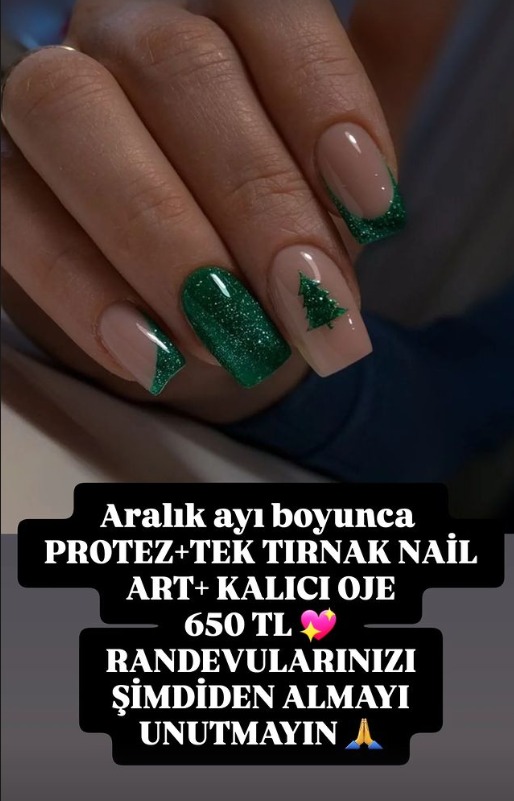 Aralık ayı boyunca
PROTEZ+TEK TIRNAK NAİL
ART+ KALICI OJE
650 TL 💖
RANDEVULARINIZI
ŞİMDİDEN ALMAYI
UNUTMAYIN 🙏